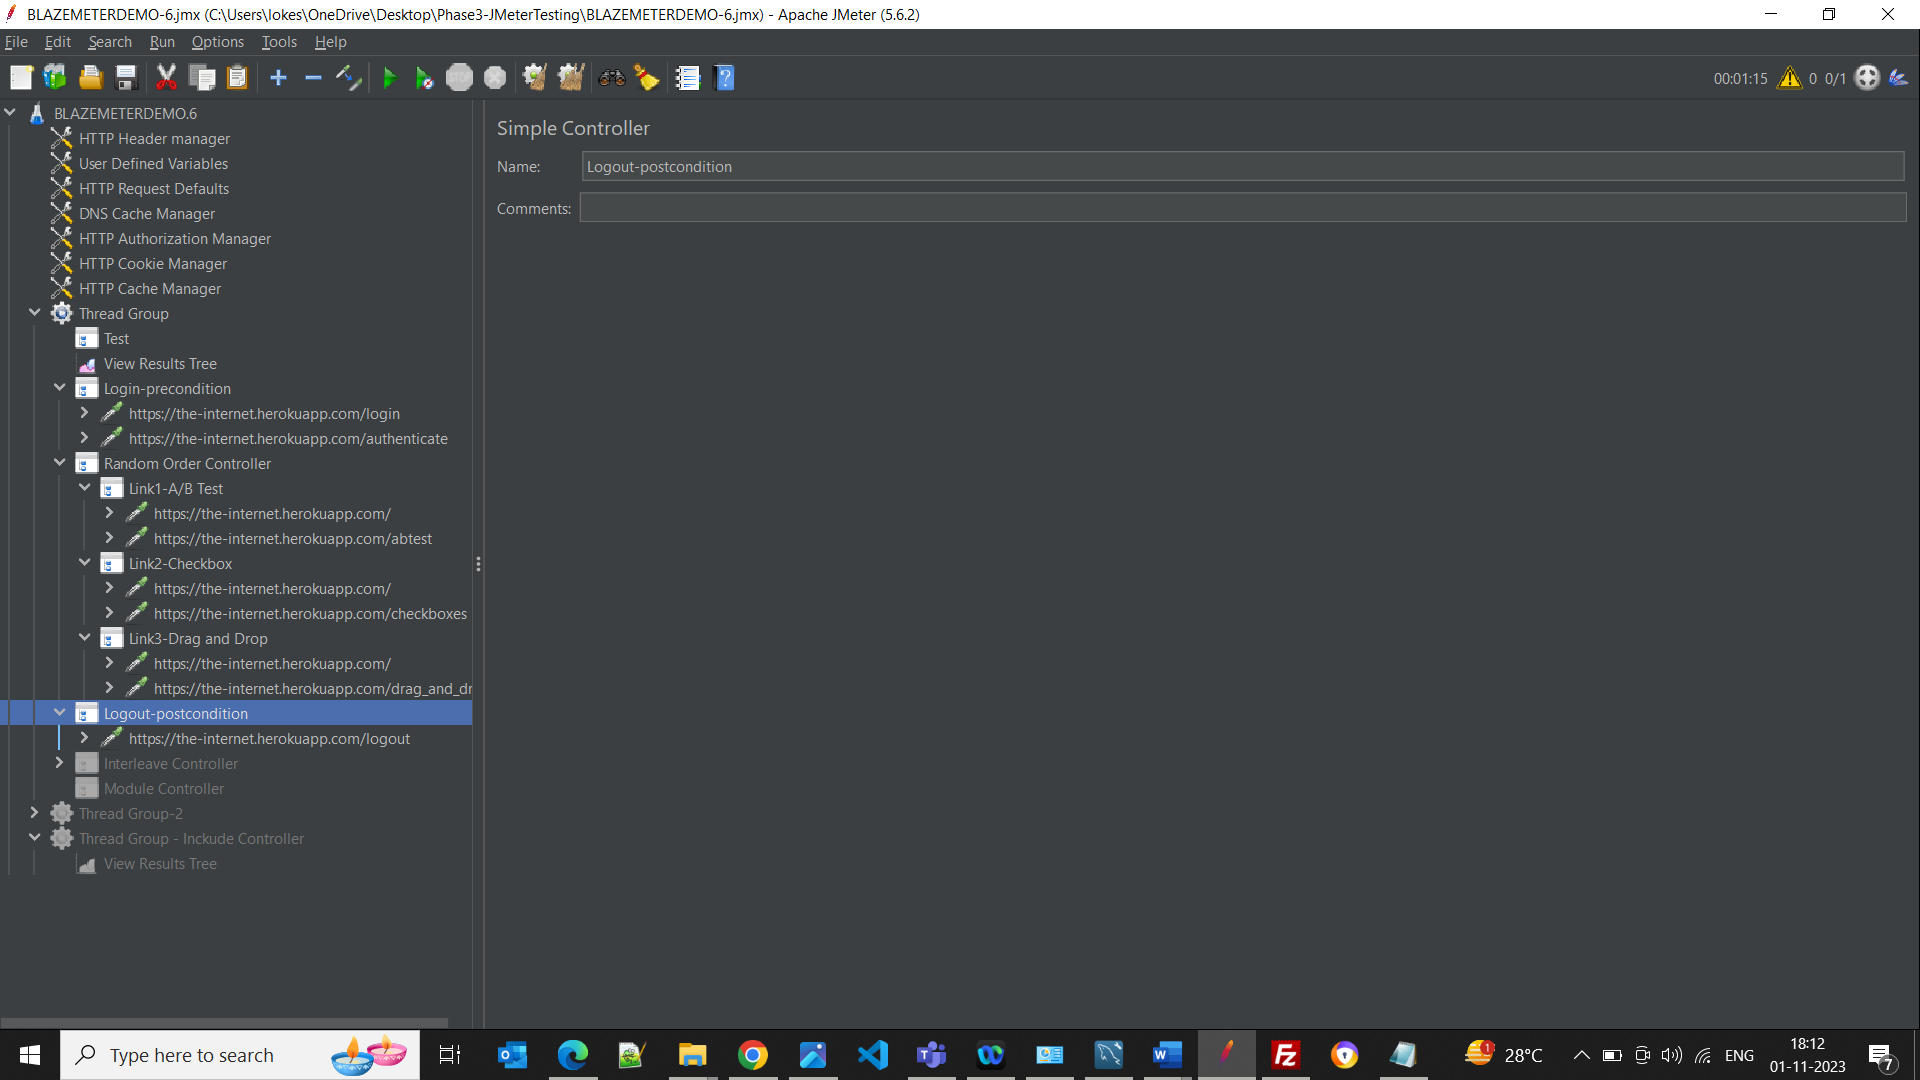 BLAZEMETERDEMO-6.jmx (C:\Users\lokes\OneDrive\Desktop\Phase3-JMeterTesting\BLAZEMETERDEMO-6.jmx) - Apache JMeter (5.6.2)
File Edit Search Run Options Tools Help
STOP 00:01:15 0 0/1
BLAZEMETERDEMO.6
HTTP Header manager
User Defined Variables
HTTP Request Defaults
DNS Cache Manager
HTTP Authorization Manager
HTTP Cookie Manager
HTTP Cache Manager
Thread Group
Test
View Results Tree
Login-precondition
https://the-internet.herokuapp.com/login
https://the-internet.herokuapp.com/authenticate
Random Order Controller
Link1-A/B Test
https://the-internet.herokuapp.com/
https://the-internet.herokuapp.com/abtest
Link2-Checkbox
https://the-internet.herokuapp.com/
https://the-internet.herokuapp.com/checkboxes
Link3-Drag and Drop
https://the-internet.herokuapp.com/
https://the-internet.herokuapp.com/drag_and_dr
Logout-postcondition
https://the-internet.herokuapp.com/logout
Interleave Controller
Module Controller
Thread Group-2
Thread Group - Inckude Controller
View Results Tree
Simple Controller
Name: Logout-postcondition
Comments:
Type here to search
1 28°C
ENG
18:12
01-11-2023
7